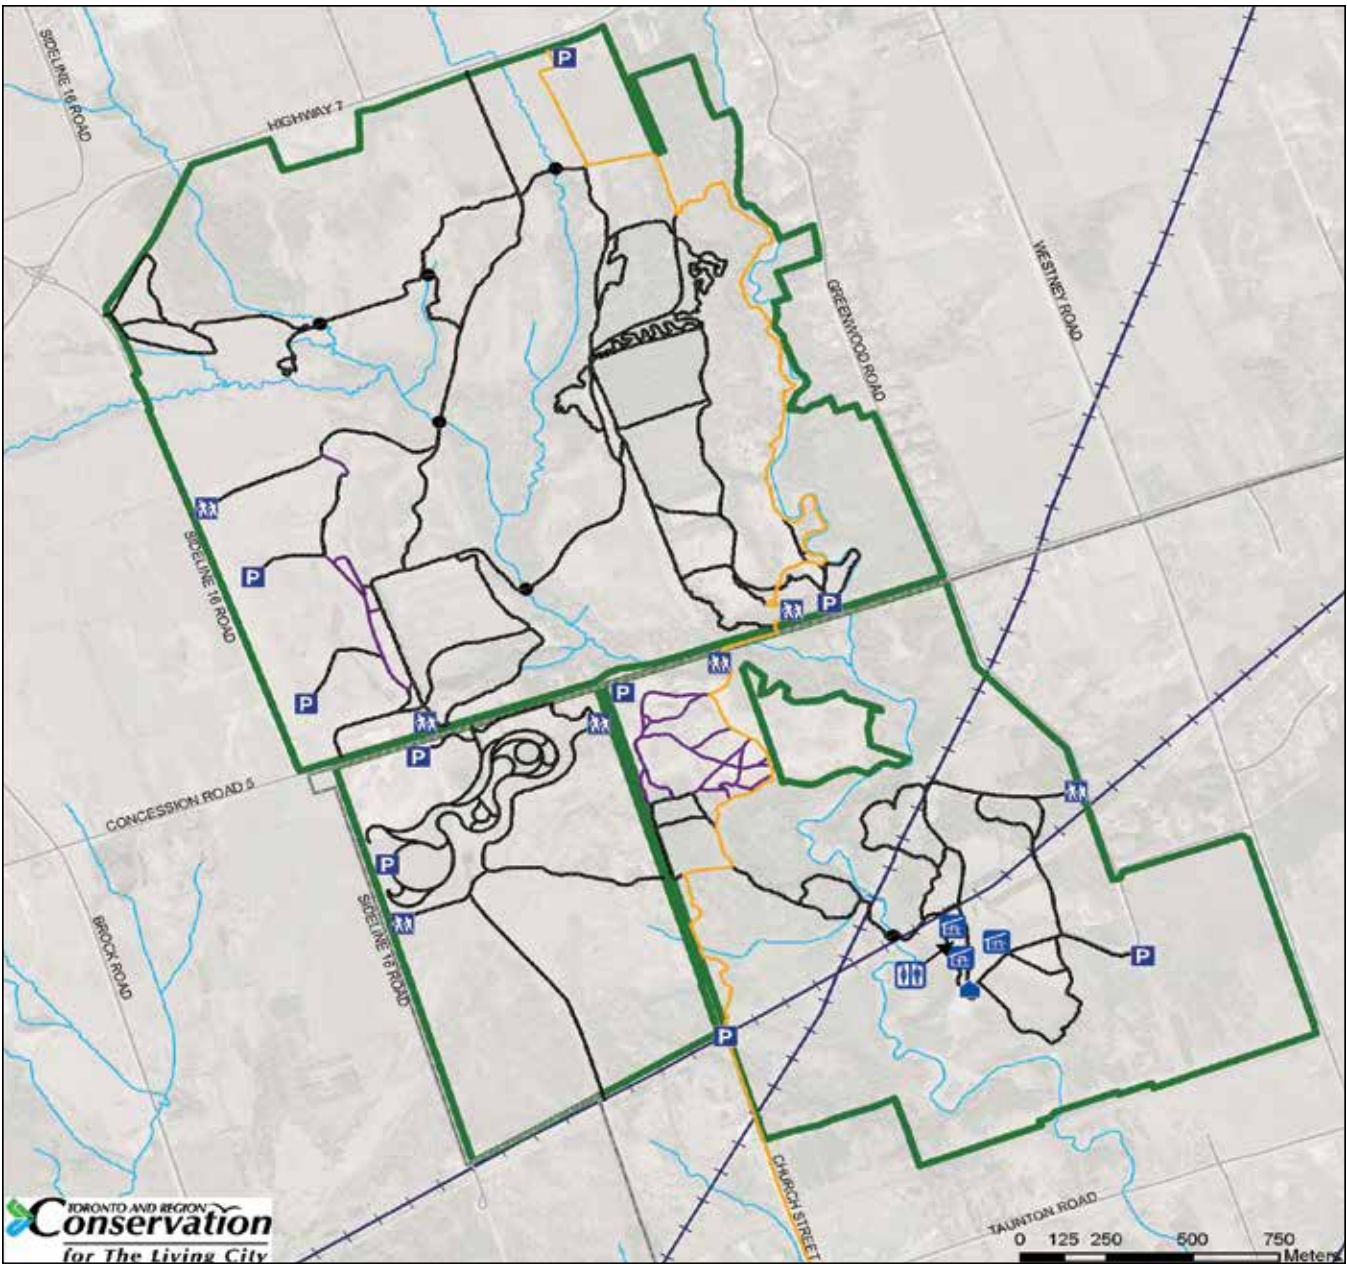 SIDELINE 16 ROAD
HIGHWAY 7
P
WESTNEY ROAD
GREENWOOD ROAD
P
SIDELINE 16 ROAD
P
P
P
P
CONCESSION ROAD 5
P
SIDELINE 16 ROAD
BROCK ROAD
P
P
CHURCH STREET
TAUNTON ROAD
TORONTO AND REGION
Conservation
for The Living City
0 125 250 500 750
Meters